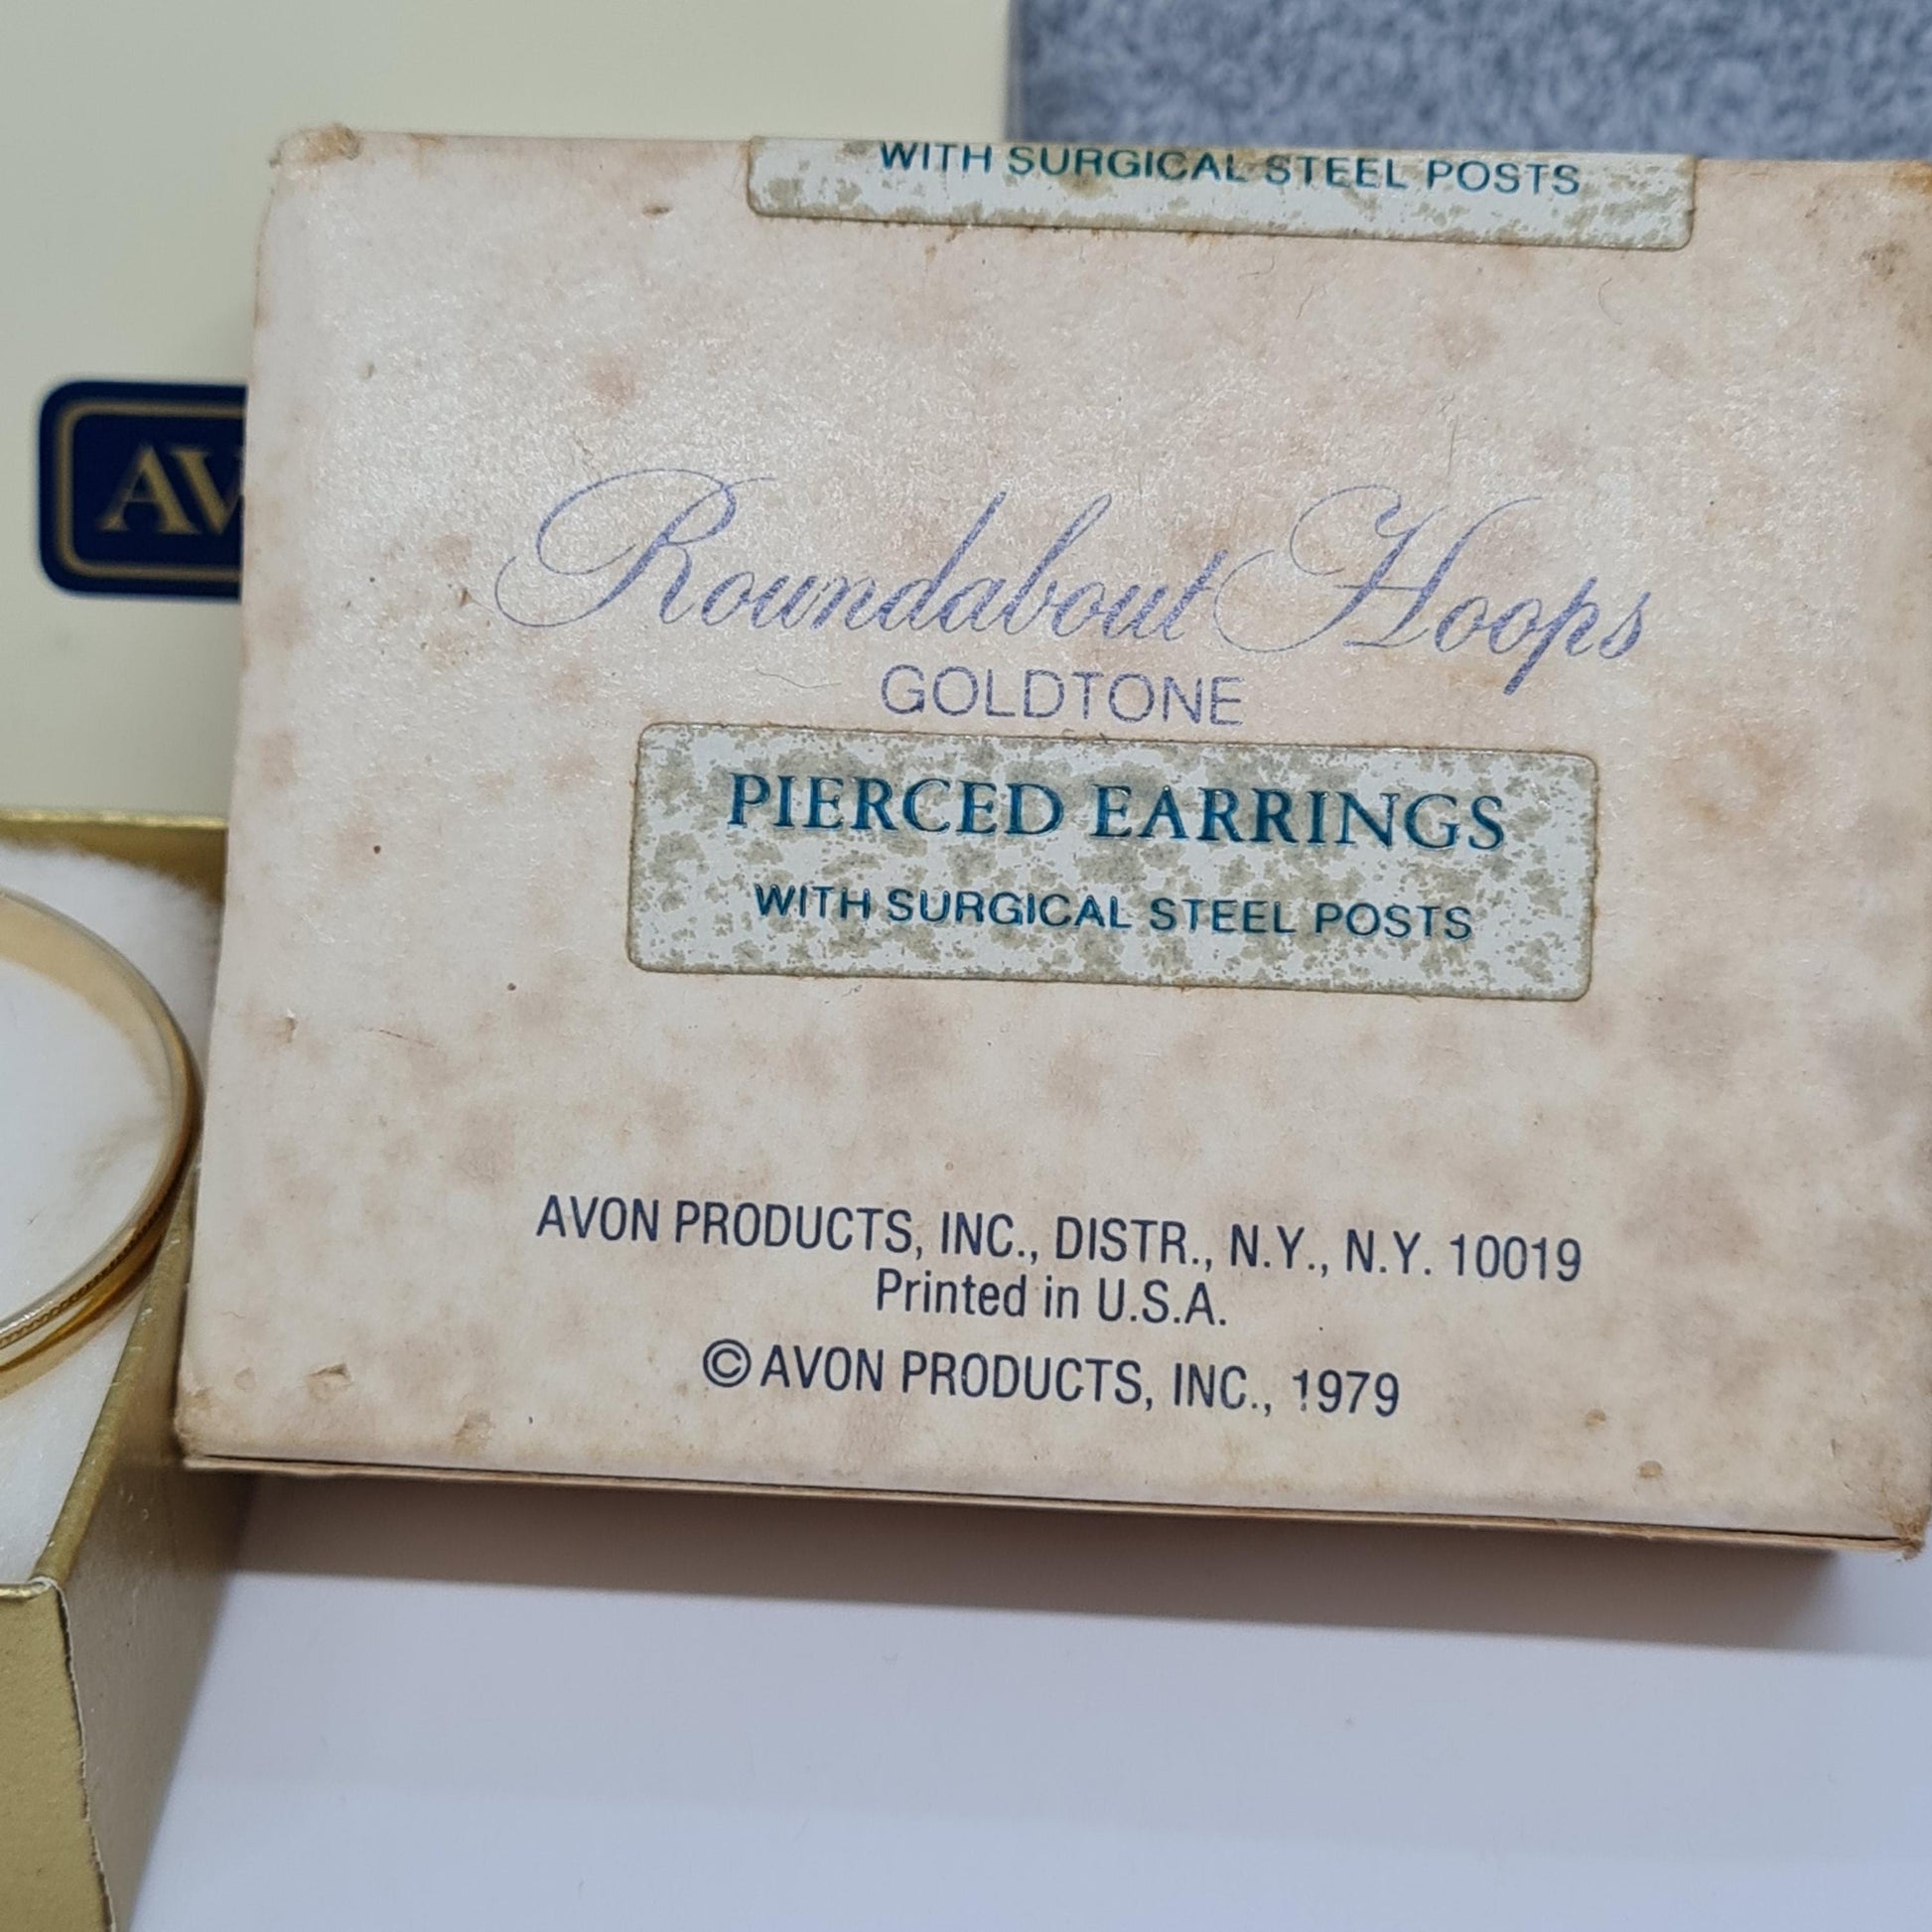 WITH SURGICAL STEEL POSTS
AV
Roundabout Hoops
GOLDTONE
PIERCED EARRINGS
WITH SURGICAL STEEL POSTS
AVON PRODUCTS, INC., DISTR., N.Y., N.Y. 10019
Printed in U.S.A.
©AVON PRODUCTS, INC., 1979